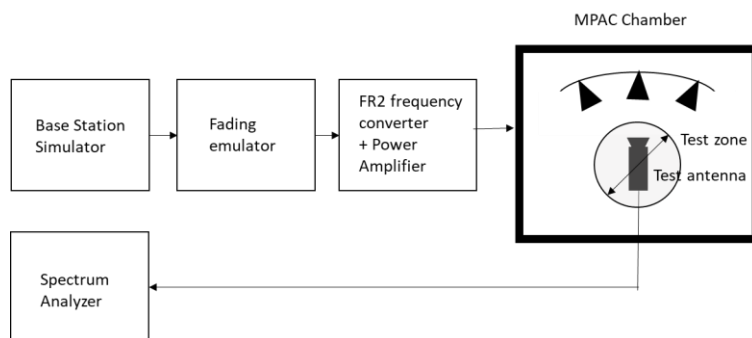 MPAC Chamber
Base Station
Simulator
Fading
emulator
FR2 frequency
converter
+ Power
Amplifier
Test zone
Test antenna
Spectrum
Analyzer